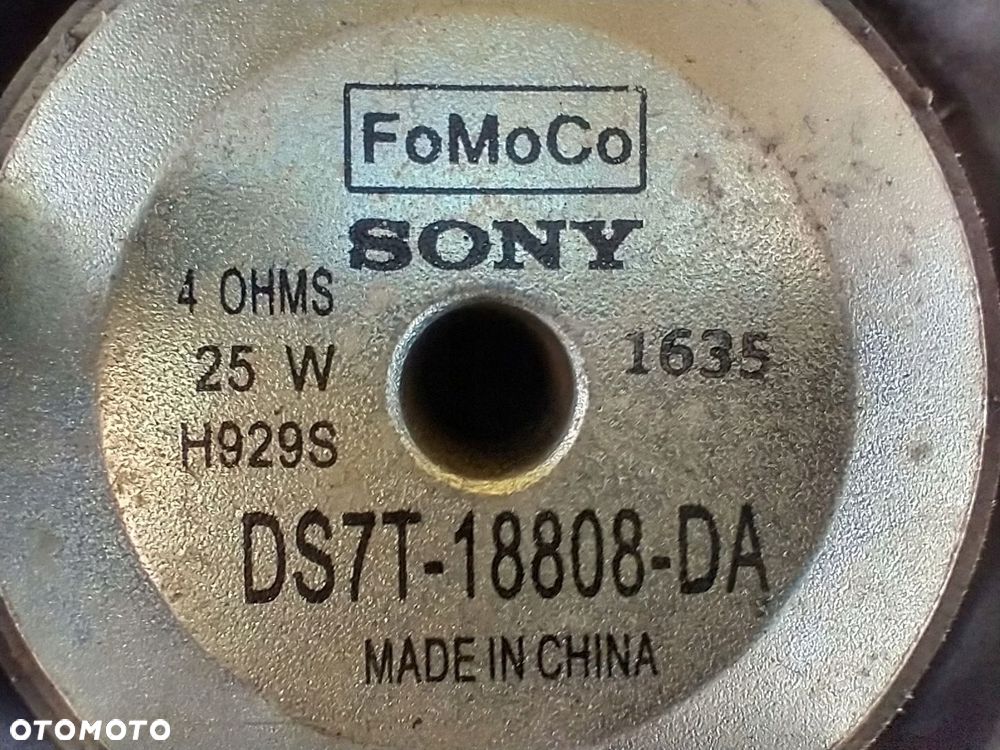 FoMoCo
SONY
4 OHMS
25 W
H929S
1635
DS7T-18808-DA
MADE IN CHINA
OTOMOTO